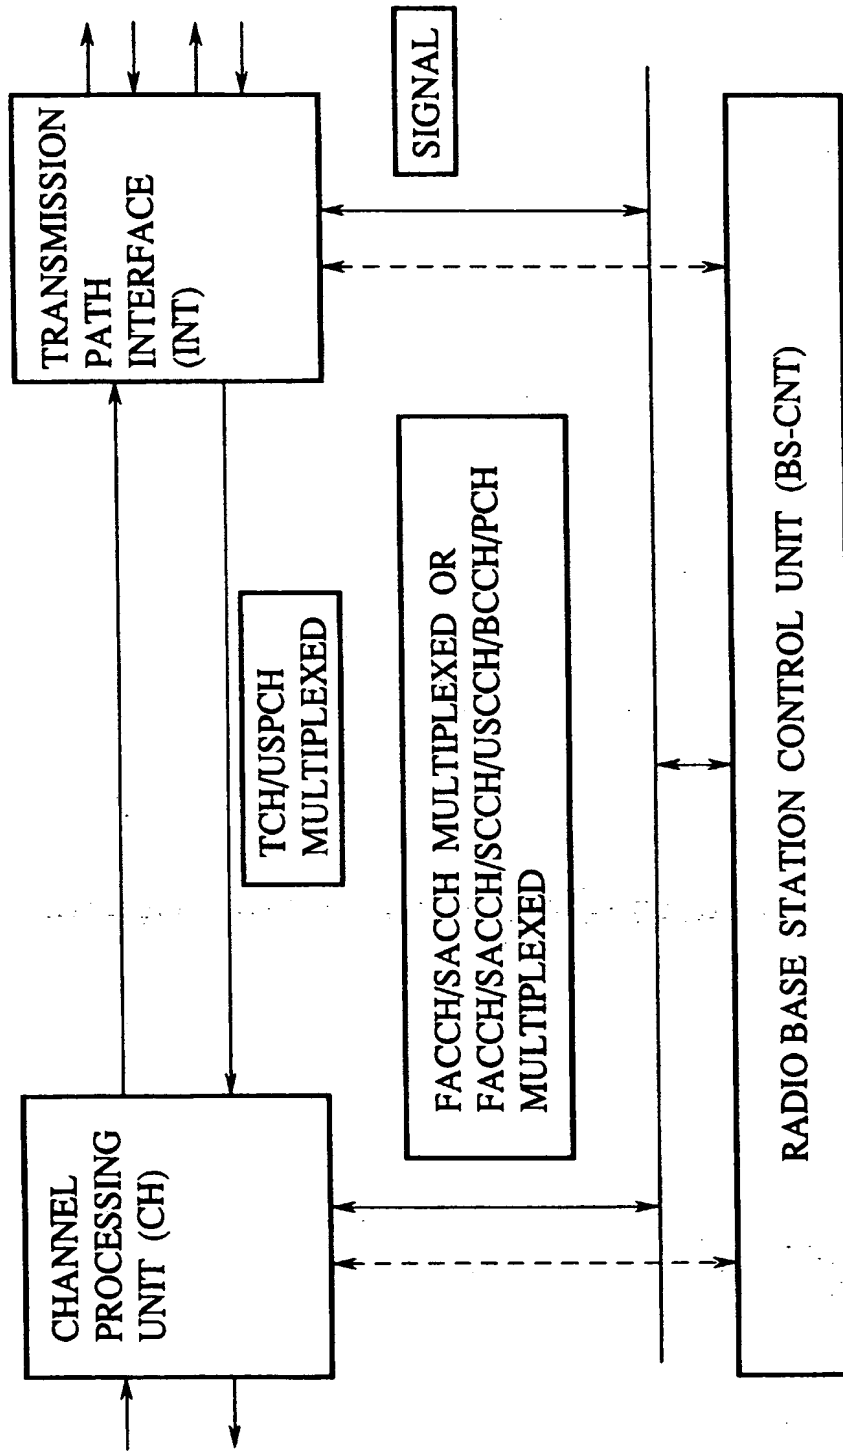 CHANNEL
PROCESSING
UNIT (CH)
TRANSMISSION
PATH
INTERFACE
(INT)
TCH/USPCH
MULTIPLEXED
FACCH/SACCH MULTIPLEXED OR
FACCH/SACCH/SCCH/USCCH/BCCH/PCH
MULTIPLEXED
SIGNAL
RADIO BASE STATION CONTROL UNIT (BS-CNT)